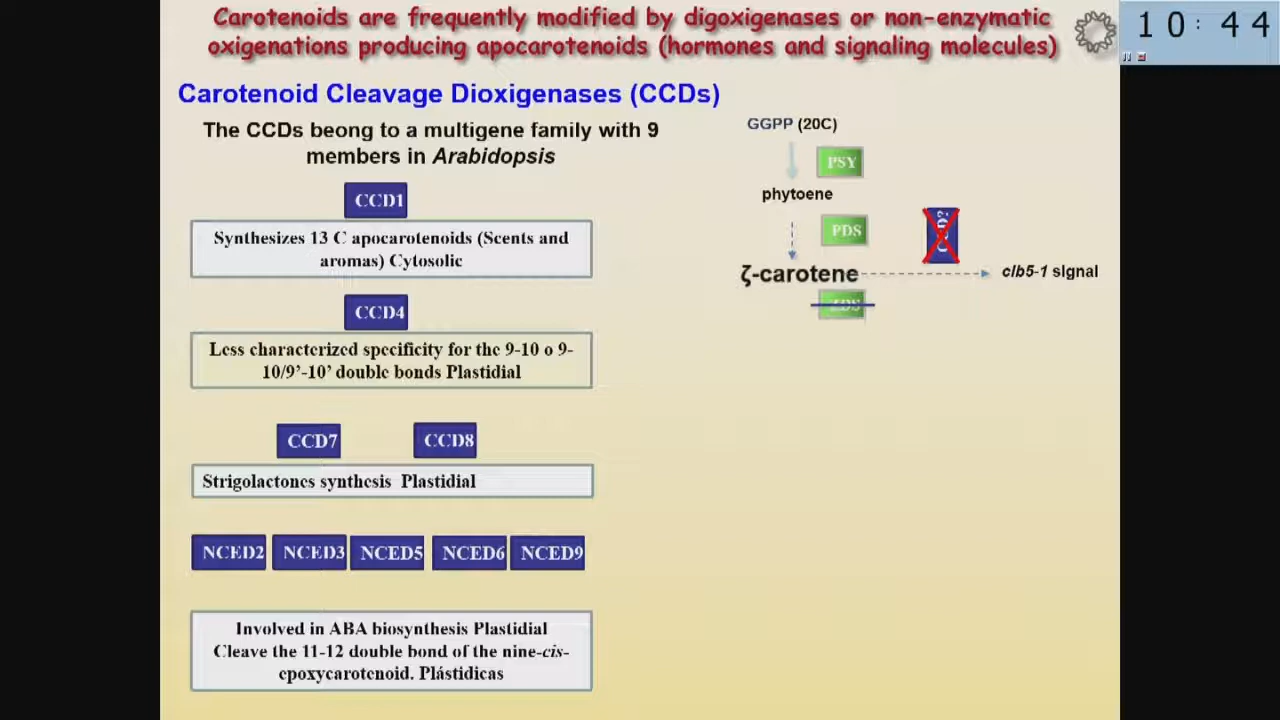 Carotenoids are frequently modified by digoxigenases or non-enzymatic
oxigenations producing apocarotenoids (hormones and signaling molecules)
10:44
Carotenoid Cleavage Dioxigenases (CCDs)
The CCDs beong to a multigene family with 9
members in Arabidopsis
CCD1
Synthesizes 13 C apocarotenoids (Scents and
aromas) Cytosolic
CCD4
Less characterized specificity for the 9-10 o 9-
10/9’-10’ double bonds Plastidial
CCD7 CCD8
Strigolactones synthesis Plastidial
NCED2 NCED3 NCED5 NCED6 NCED9
Involved in ABA biosynthesis Plastidial
Cleave the 11-12 double bond of the nine-cis-
epoxycarotenoid. Plástidicas
GGPP (20C)
PSY
phytoene
PDS
ζ-carotene
clb5-1 signal
ZDS